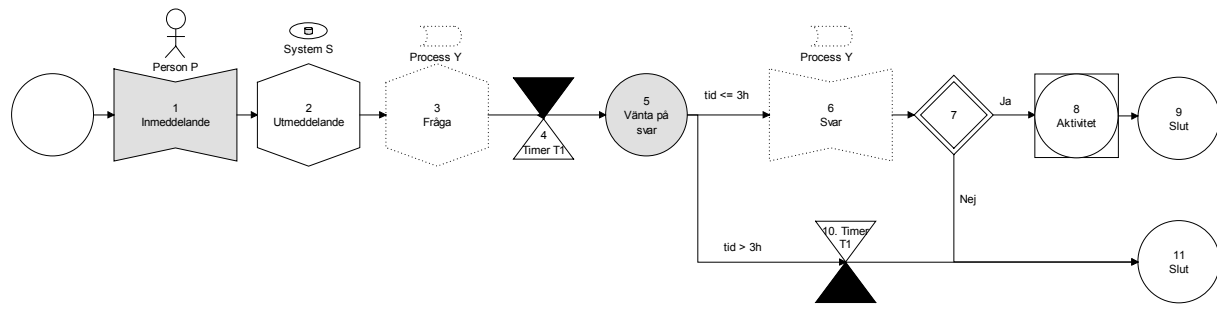 Person P
1
Inmeddelande
System S
2
Utmeddelande
Process Y
3
Fråga
4
Timer T1
5
Vänta på
svar
tid <= 3h
Process Y
6
Svar
7
Ja
8
Aktivitet
9
Slut
Nej
tid > 3h
10. Timer
T1
11
Slut